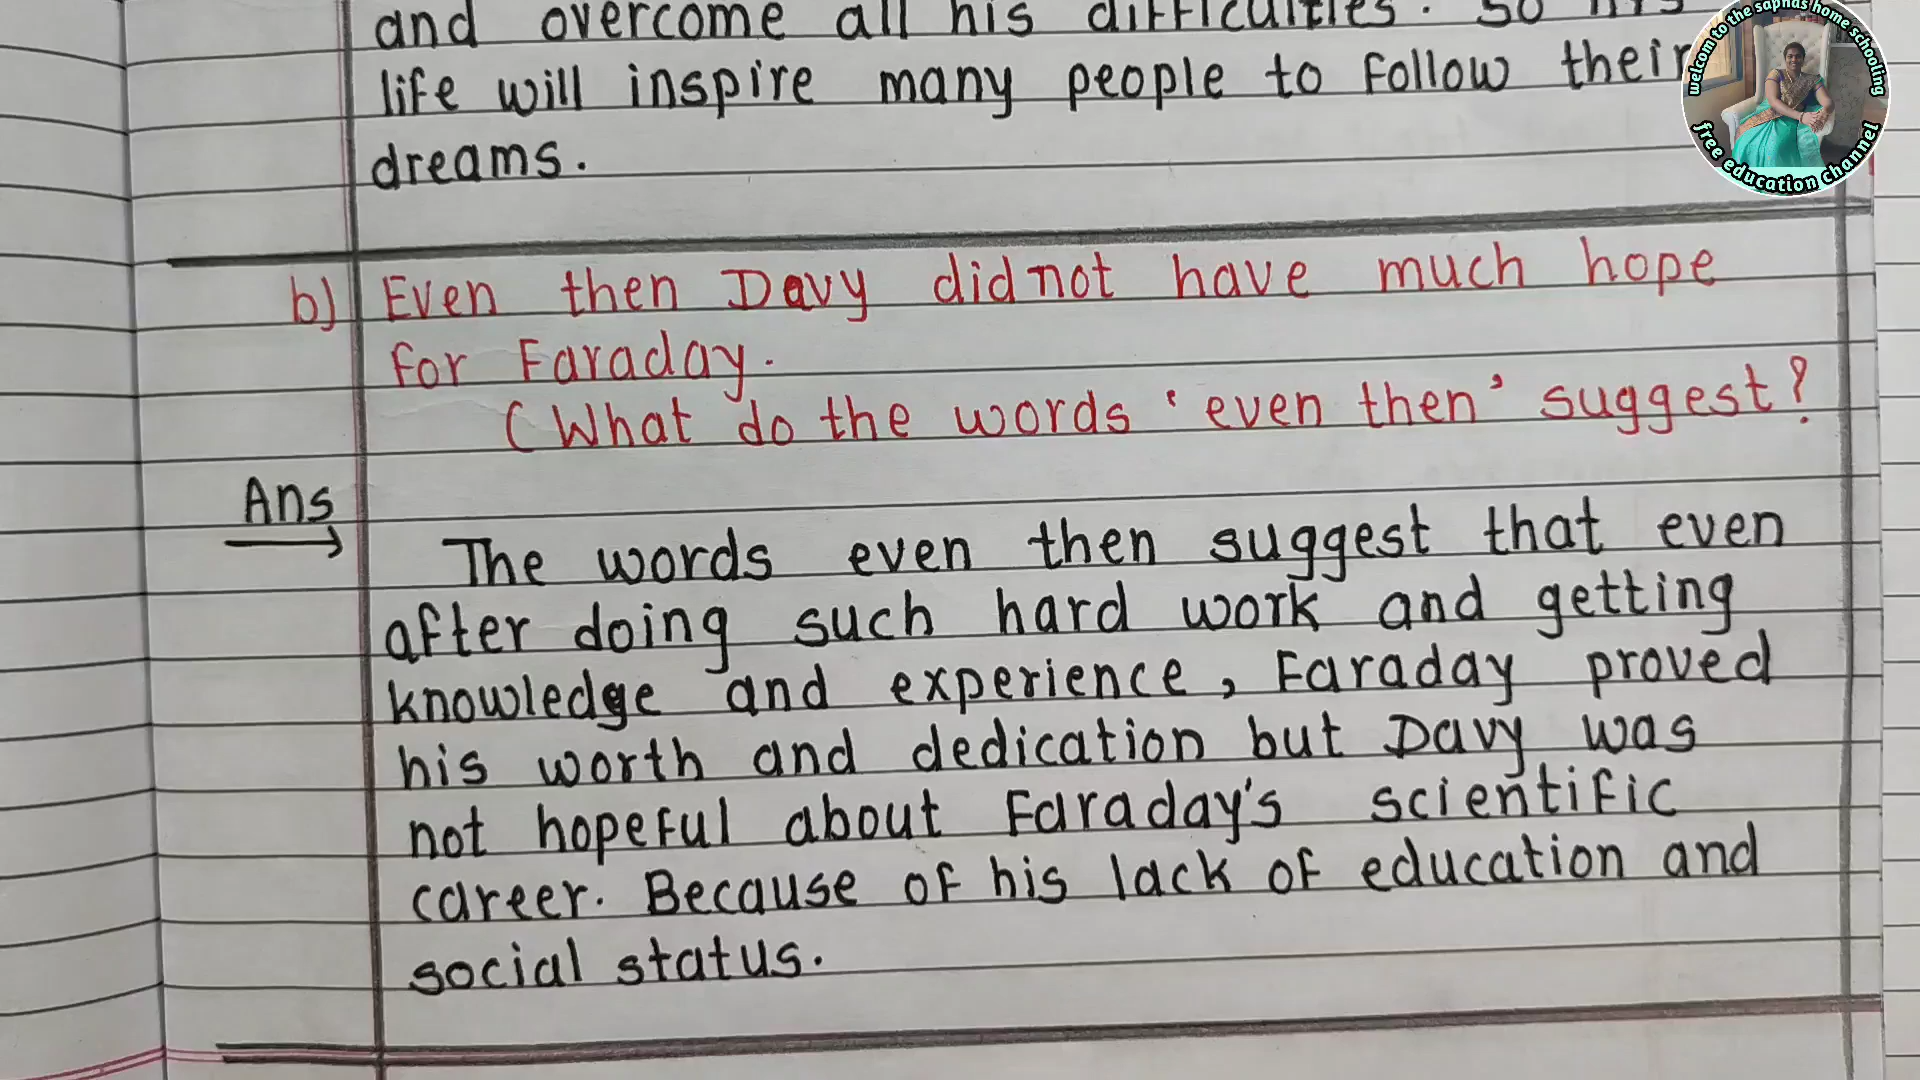 and overcome all his difficulties. So his
life will inspire many people to follow their
dreams.
welcom to the sapnas home schooling
free education channel
b) Even then Davy did not have much hope
for Faraday.
(What do the words 'even then' suggest?
Ans
The words even then suggest that even
after doing such hard work and getting
knowledge and experience, Faraday proved
his worth and dedication but Davy was
not hopeful about Faraday's scientific
career. Because of his lack of education and
social status.